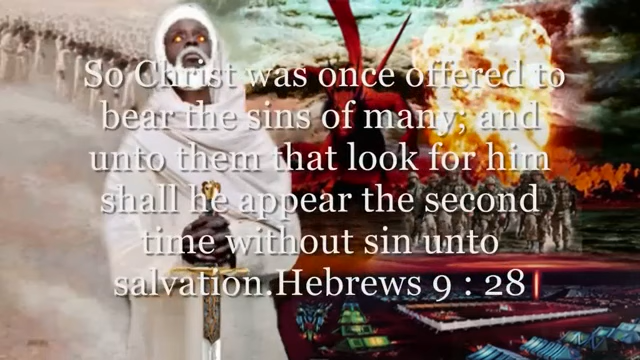 So Christ was once offered to
bear the sins of many; and
unto them that look for him
shall he appear the second
time without sin unto
salvation.Hebrews 9 : 28